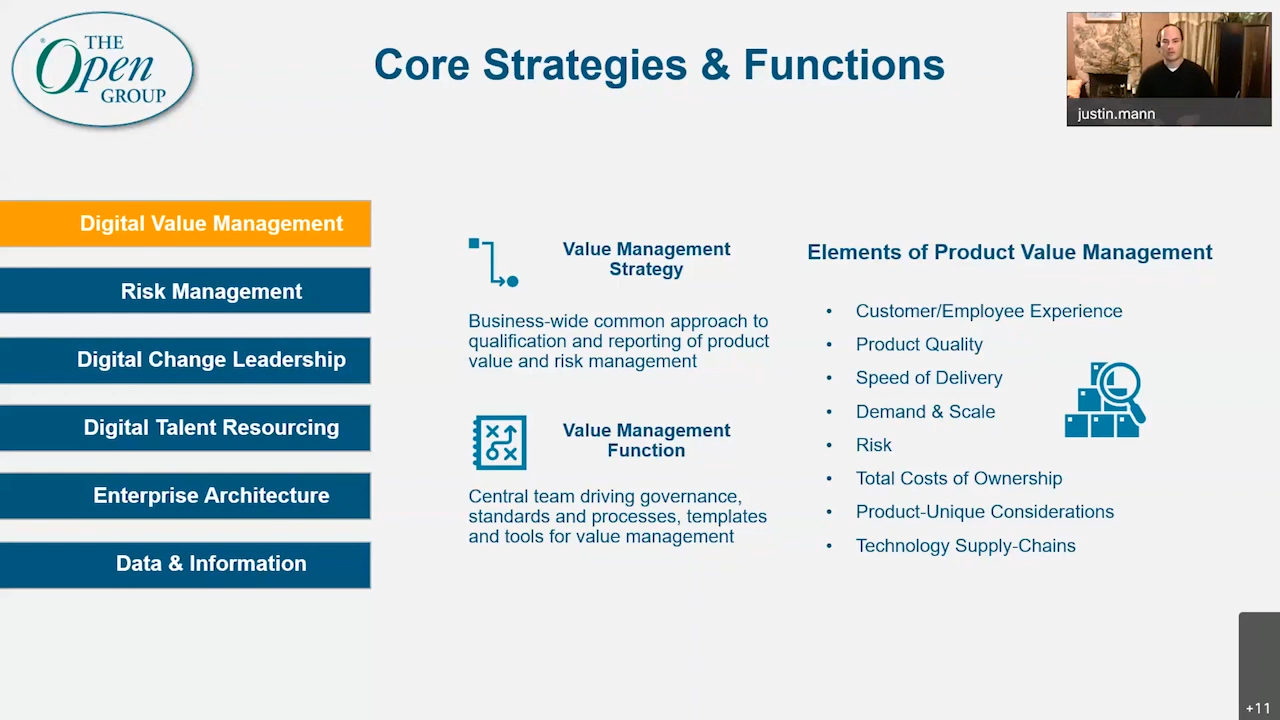 THE
Open
GROUP
®
Core Strategies & Functions
justin.mann
Digital Value Management
Risk Management
Digital Change Leadership
Digital Talent Resourcing
Enterprise Architecture
Data & Information
Value Management
Strategy
Business-wide common approach to
qualification and reporting of product
value and risk management
Value Management
Function
Central team driving governance,
standards and processes, templates
and tools for value management
Elements of Product Value Management
• Customer/Employee Experience
• Product Quality
• Speed of Delivery
• Demand & Scale
• Risk
• Total Costs of Ownership
• Product-Unique Considerations
• Technology Supply-Chains
+11